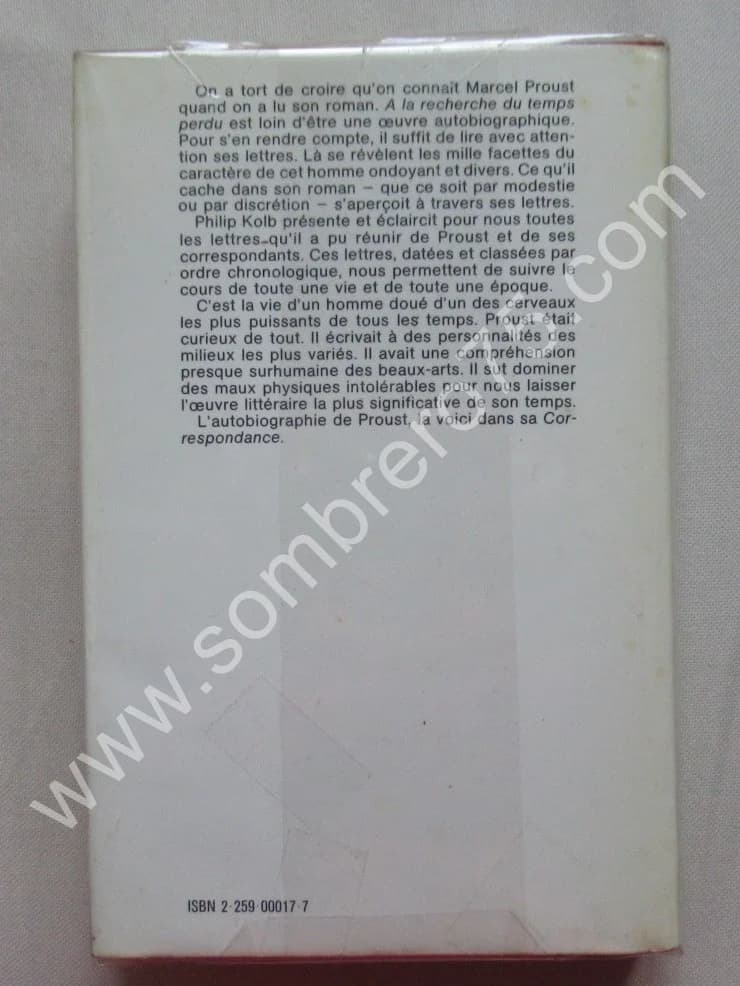 On a tort de croire qu'on connaît Marcel Proust
quand on a lu son roman. A la recherche du temps
perdu est loin d'être une œuvre autobiographique.
Pour s'en rendre compte, il suffit de lire avec atten-
tion ses lettres. Là se révèlent les mille facettes du
caractère de cet homme ondoyant et divers. Ce qu'il
cache dans son roman – que ce soit par modestie
ou par discrétion – s'aperçoit à travers ses lettres.
Philip Kolb présente et éclaircit pour nous toutes
les lettres qu'il a pu réunir de Proust et de ses
correspondants. Ces lettres, datées et classées par
ordre chronologique, nous permettent de suivre le
cours de toute une vie et de toute une époque.
C'est la vie d'un homme doué d'un des cerveaux
les plus puissants de tous les temps. Proust était
curieux de tout. Il écrivait à des personnalités des
milieux les plus variés. Il avait une compréhension
presque surhumaine des beaux-arts. Il sut dominer
des maux physiques intolérables pour nous laisser
l'œuvre littéraire la plus significative de son temps.
L'autobiographie de Proust, la voici dans sa Cor-
respondance.
ISBN 2-259-00017-7
www.sombrero75.com